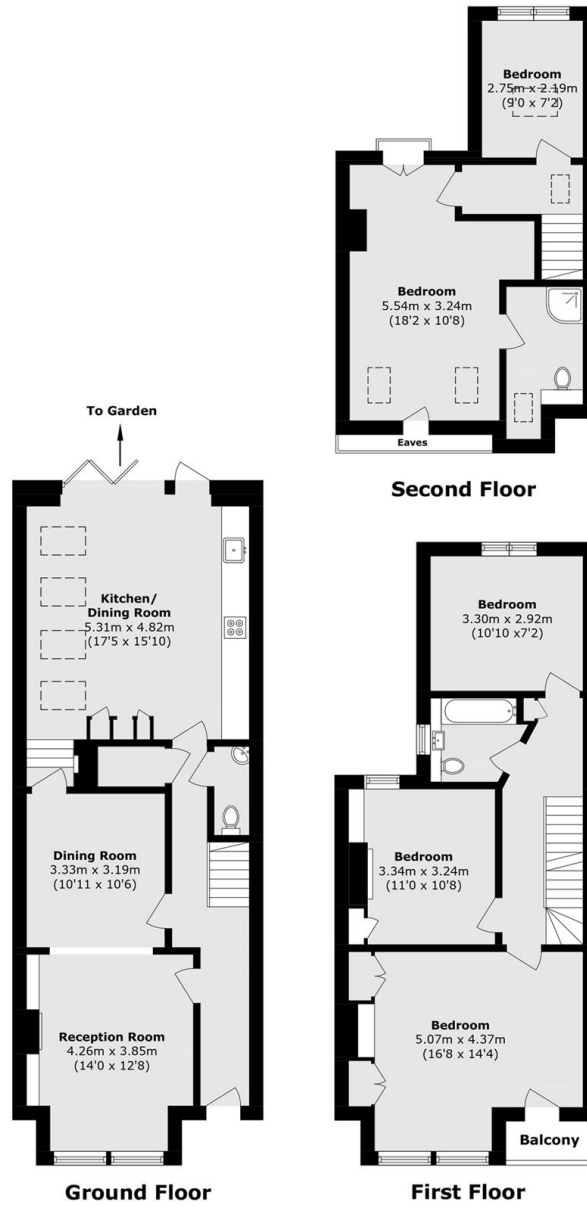 Bedroom
2.75m x 2.19m
(9'0 x 7'2)
Bedroom
5.54m x 3.24m
(18'2 x 10'8)
Eaves
Second Floor
To Garden
Kitchen/
Dining Room
5.31m x 4.82m
(17'5 x 15'10)
Dining Room
3.33m x 3.19m
(10'11 x 10'6)
Reception Room
4.26m x 3.85m
(14'0 x 12'8)
Ground Floor
Bedroom
3.30m x 2.92m
(10'10 x7'2)
Bedroom
3.34m x 3.24m
(11'0 x 10'8)
Bedroom
5.07m x 4.37m
(16'8 x 14'4)
Balcony
First Floor